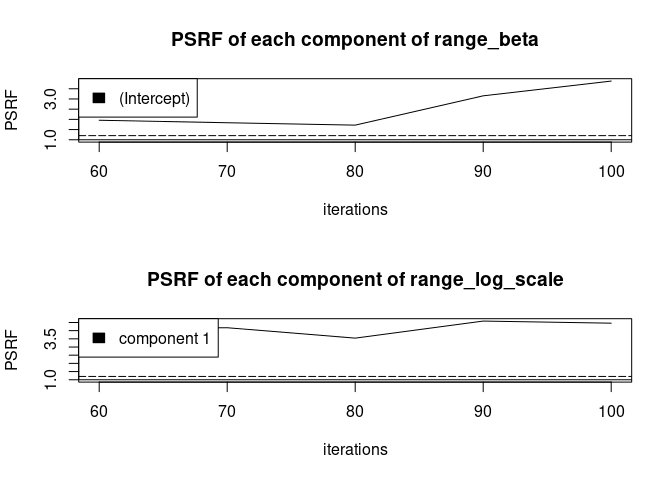 PSRF of each component of range_beta
PSRF
3.0
1.0
(Intercept)
60 70 80 90 100
iterations
PSRF of each component of range_log_scale
PSRF
3.5
1.0
component 1
60 70 80 90 100
iterations